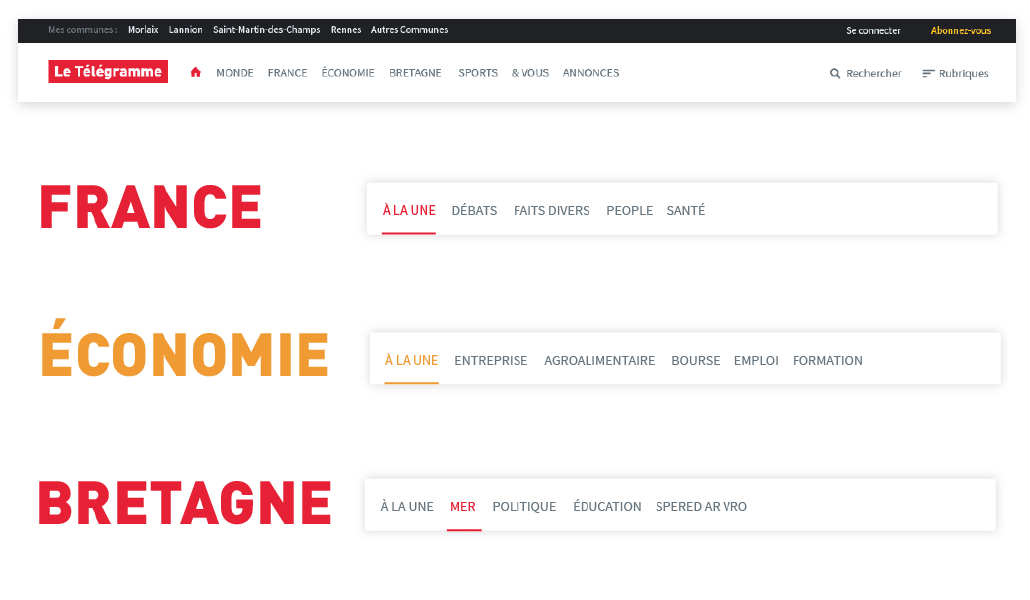 Mes communes : Morlaix Lannion Saint-Martin-des-Champs Rennes Autres Communes Se connecter Abonnez-vous
Le Télégramme MONDE FRANCE ÉCONOMIE BRETAGNE SPORTS & VOUS ANNONCES Rechercher Rubriques
FRANCE À LA UNE DÉBATS FAITS DIVERS PEOPLE SANTÉ
ÉCONOMIE À LA UNE ENTREPRISE AGROALIMENTAIRE BOURSE EMPLOI FORMATION
BRETAGNE À LA UNE MER POLITIQUE ÉDUCATION SPERED AR VRO